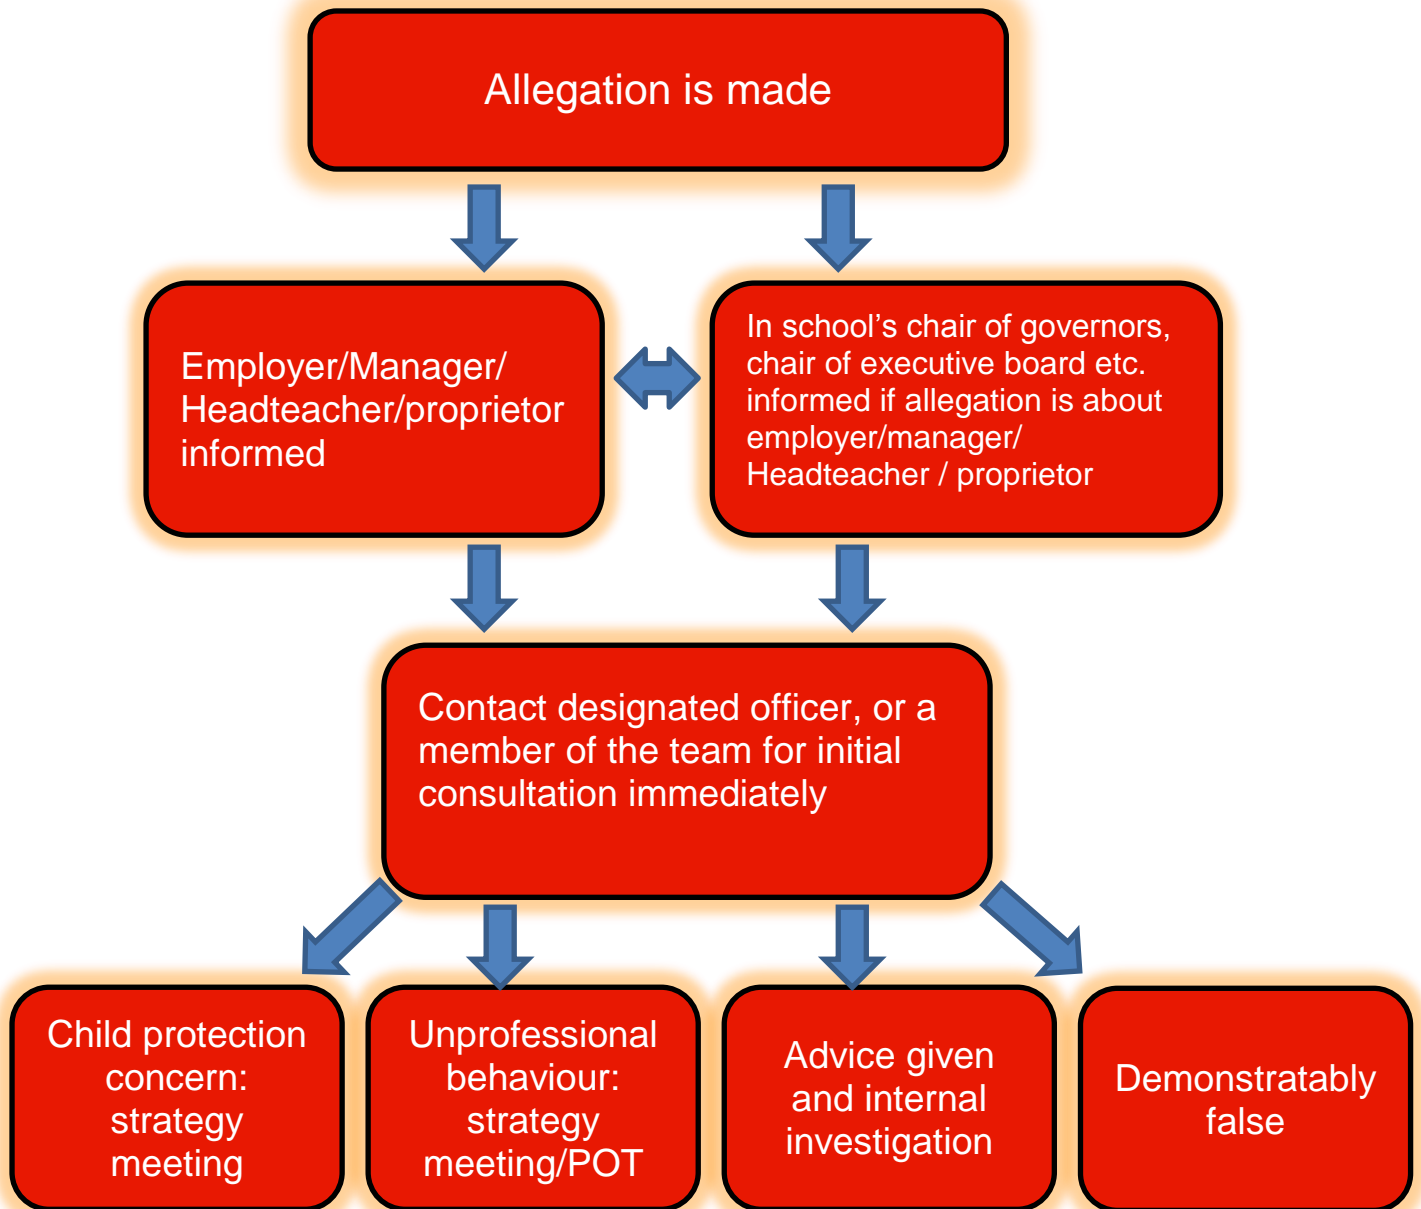 Allegation is made
Employer/Manager/
Headteacher/proprietor
informed
In school’s chair of governors,
chair of executive board etc.
informed if allegation is about
employer/manager/
Headteacher / proprietor
Contact designated officer, or a
member of the team for initial
consultation immediately
Child protection
concern:
strategy
meeting
Unprofessional
behaviour:
strategy
meeting/POT
Advice given
and internal
investigation
Demonstratably
false